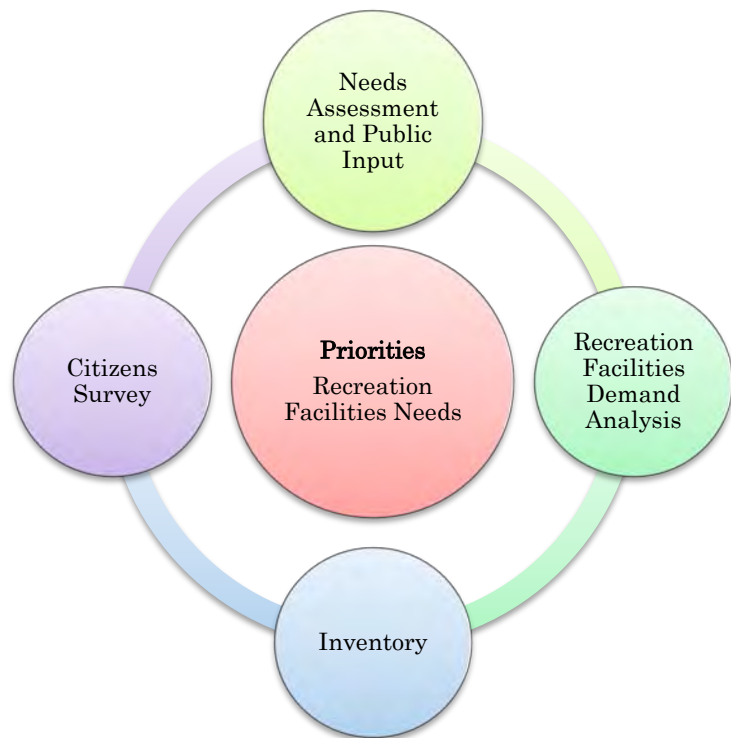 Needs
Assessment
and Public
Input
Priorities
Recreation
Facilities Needs
Citizens
Survey
Recreation
Facilities
Demand
Analysis
Inventory